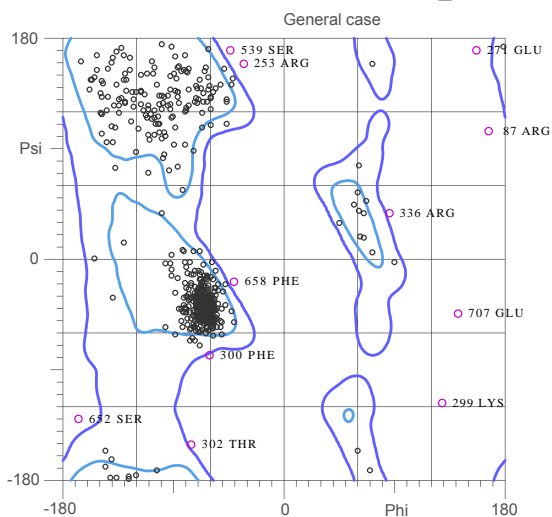 General case
180
539 SER
271 GLU
253 ARG
87 ARG
Psi
336 ARG
0
658 PHE
707 GLU
300 PHE
299 LYS
652 SER
302 THR
-180
-180
0
Phi
180